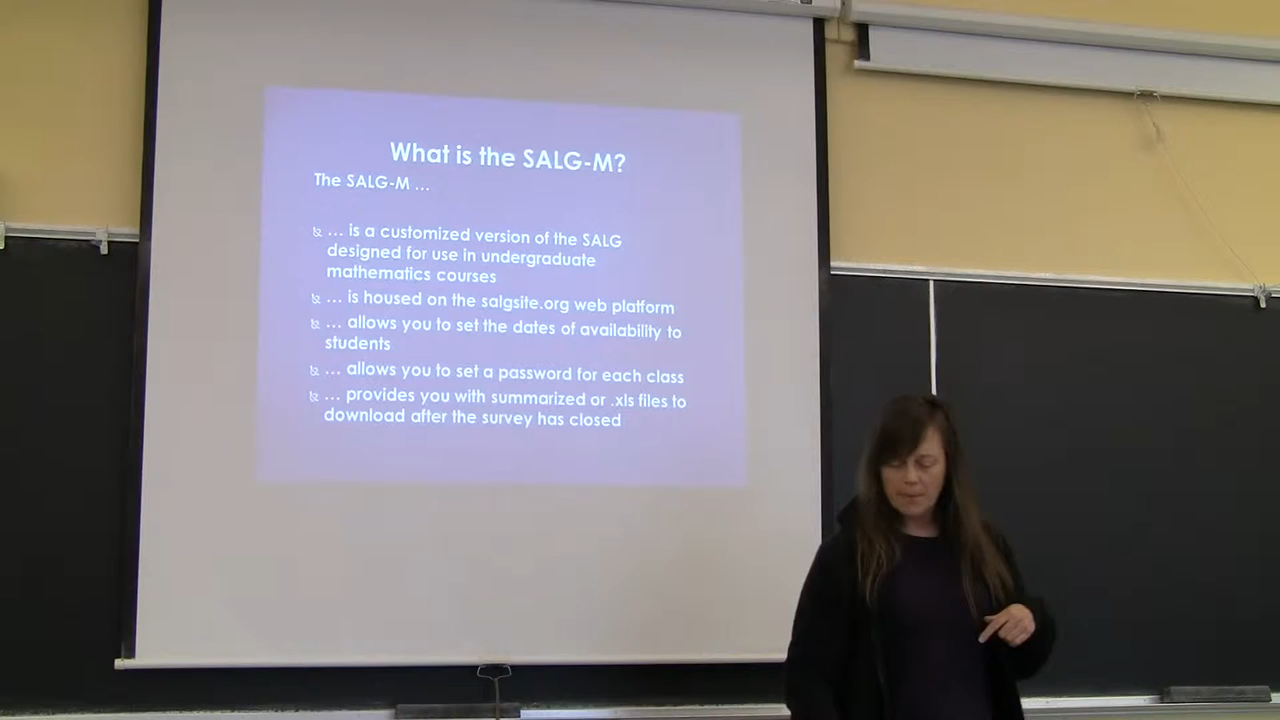 What is the SALG-M?
The SALG-M ...
... is a customized version of the SALG
designed for use in undergraduate
mathematics courses
... is housed on the salgsite.org web platform
... allows you to set the dates of availability to
students
... allows you to set a password for each class
... provides you with summarized or .xls files to
download after the survey has closed